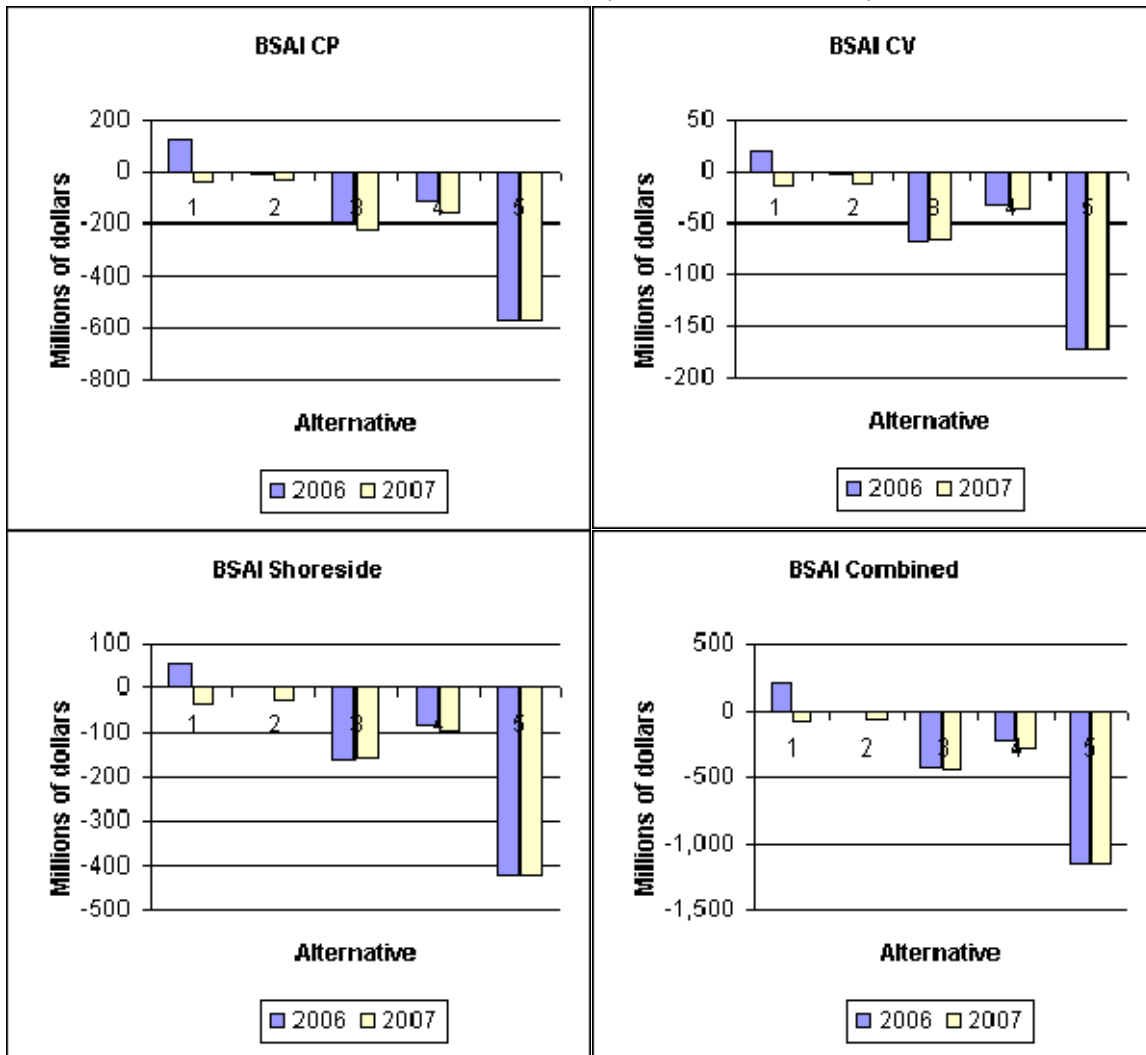 BSAI CP
Millions of dollars
200
0
-200
-400
-600
-800
1 2 3 4 5
Alternative
2006 2007
BSAI CV
Millions of dollars
50
0
-50
-100
-150
-200
1 2 3 4 5
Alternative
2006 2007
BSAI Shoreside
Millions of dollars
100
0
-100
-200
-300
-400
-500
1 2 3 4 5
Alternative
2006 2007
BSAI Combined
Millions of dollars
500
0
-500
-1,000
-1,500
1 2 3 4 5
Alternative
2006 2007